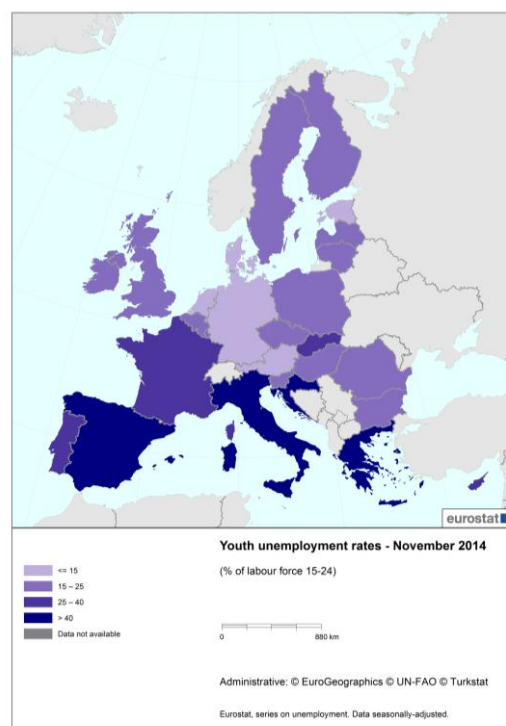 eurostat
Youth unemployment rates - November 2014
(% of labour force 15-24)
<= 15
15 – 25
25 – 40
> 40
Data not available
0 880 km
Administrative: © EuroGeographics © UN-FAO © Turkstat
Eurostat, series on unemployment. Data seasonally-adjusted.